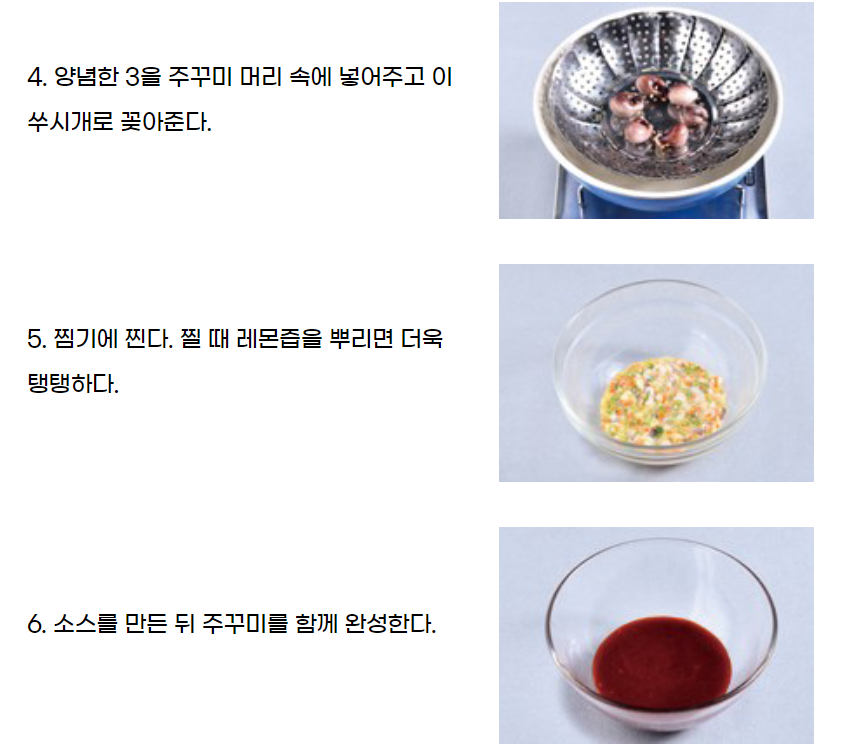 4. 양념한 3을 주꾸미 머리 속에 넣어주고 이
쑤시개로 꽂아준다.
5. 찜기에 찐다. 찔 때 레몬즙을 뿌리면 더욱
탱탱하다.
6. 소스를 만든 뒤 주꾸미를 함께 완성한다.